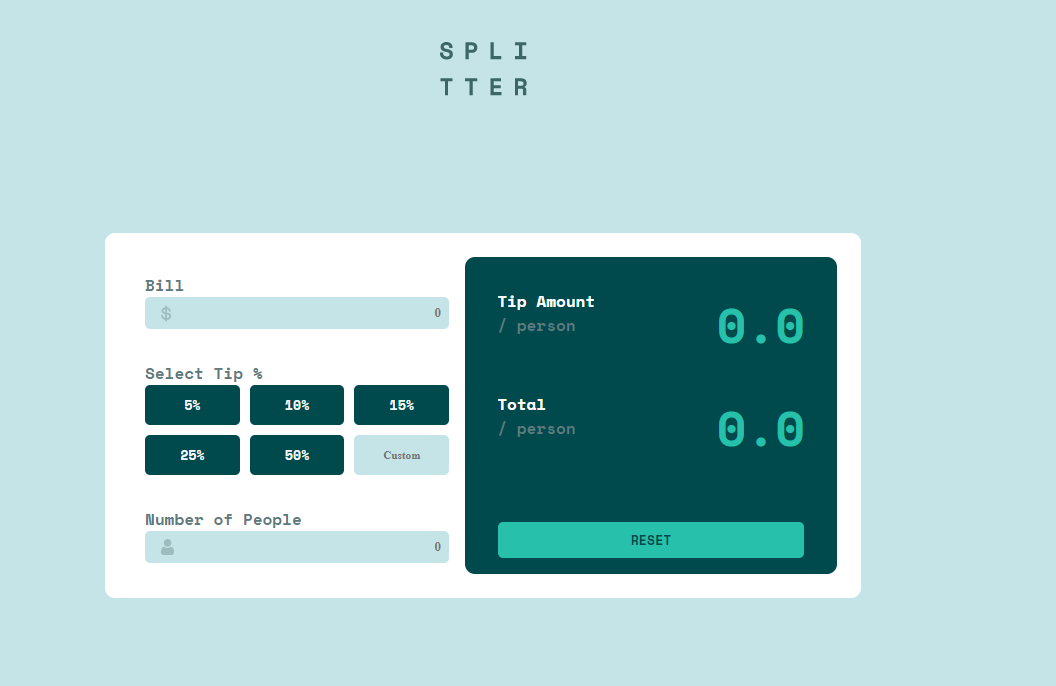 SPLI
TTER
Bill
$ 0
Select Tip %
5% 10% 15%
25% 50% Custom
Number of People
0
Tip Amount
/ person
0.0
Total
/ person
0.0
RESET